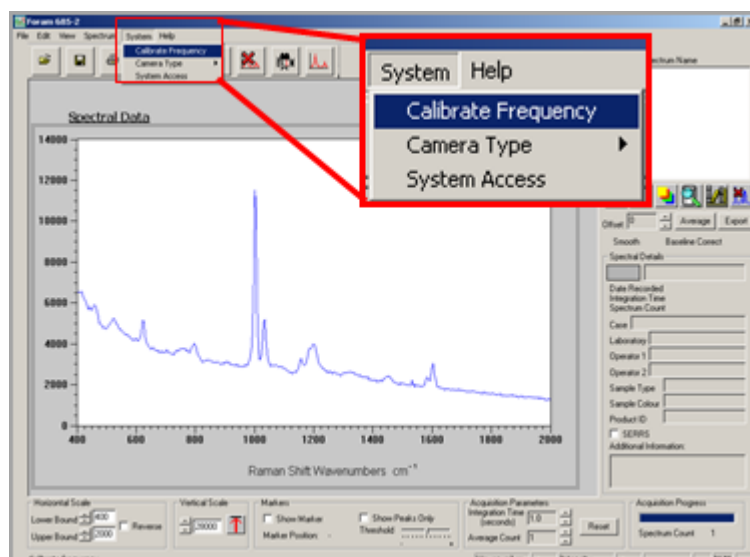 Foram 685-2
File Edit View Spectrum System Help
Calibrate Frequency
Camera Type
System Access
System Help
Calibrate Frequency
Camera Type
System Access
Spectrum Name
Spectral Data
14000
12000
10000
8000
6000
4000
2000
0
400 600 800 1000 1200 1400 1600 1800 2000
Raman Shift Wavenumbers cm⁻¹
Offset 0 Average Export
Smooth Baseline Correct
Spectral Details
Date Recorded
Integration Time
Spectrum Count
Case
Laboratory
Operator 1
Operator 2
Sample Type
Sample Colour
Product ID
SERRS
Additional Information:
Horizontal Scale
Lower Bound 400
Upper Bound 2000
Reverse
Vertical Scale
Markers
Show Marker
Marker Position: -
Show Peaks Only
Threshold
Acquisition Parameters
Integration Time (seconds) 1.0
Average Count 1
Reset
Acquisition Progress
Spectrum Count 1